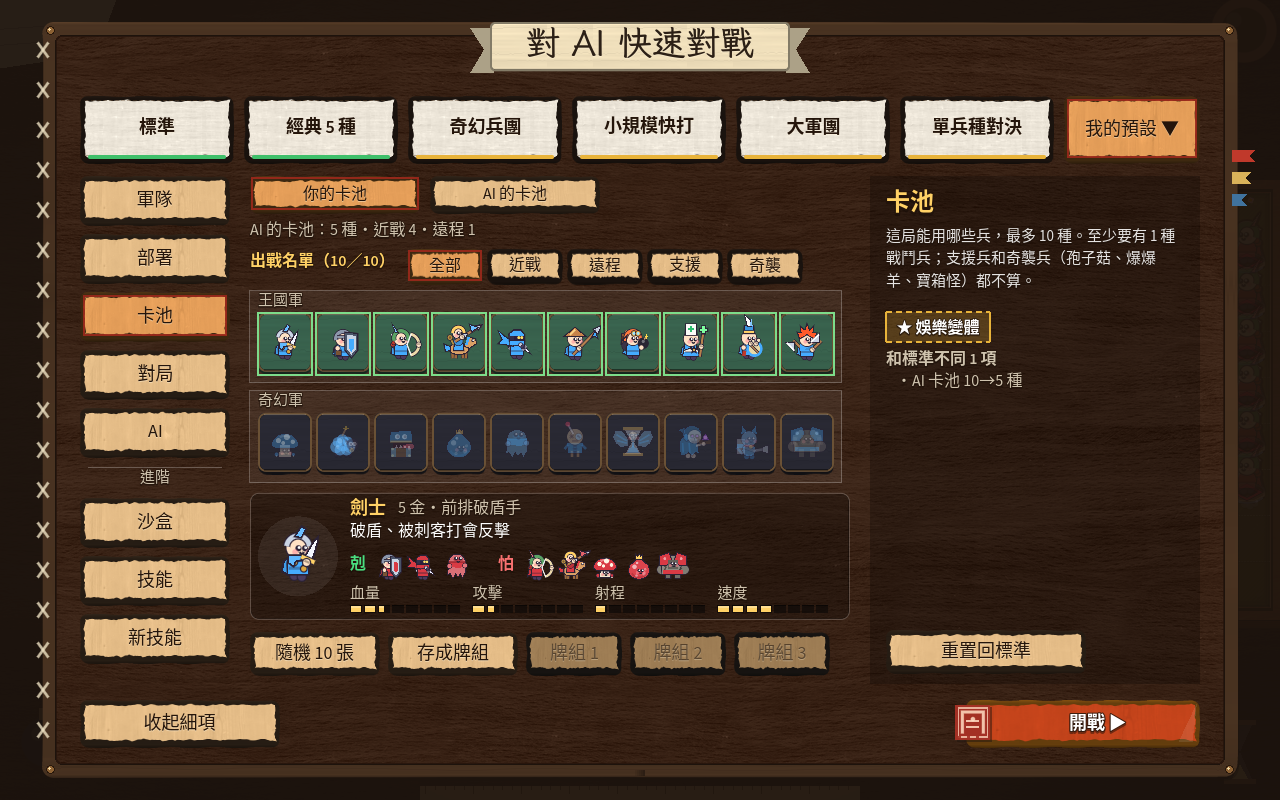 對 AI 快速對戰
標準
經典 5 種
奇幻兵團
小規模快打
大軍團
單兵種對決
我的預設 ▼
軍隊
部署
卡池
對局
AI
進階
沙盒
技能
新技能
你的卡池
AI 的卡池
AI 的卡池：5 種・近戰 4・遠程 1
出戰名單（10／10）
全部
近戰
遠程
支援
奇襲
王國軍
奇幻軍
劍士 5 金・前排破盾手
破盾、被刺客打會反擊
剋
怕
血量
攻擊
射程
速度
隨機 10 張
存成牌組
牌組 1
牌組 2
牌組 3
卡池
這局能用哪些兵，最多 10 種。至少要有 1 種
戰鬥兵；支援兵和奇襲兵（孢子菇、爆爆
羊、寶箱怪）都不算。
★ 娛樂變體
和標準不同 1 項
・AI 卡池 10→5 種
重置回標準
收起細項
開戰 ▶